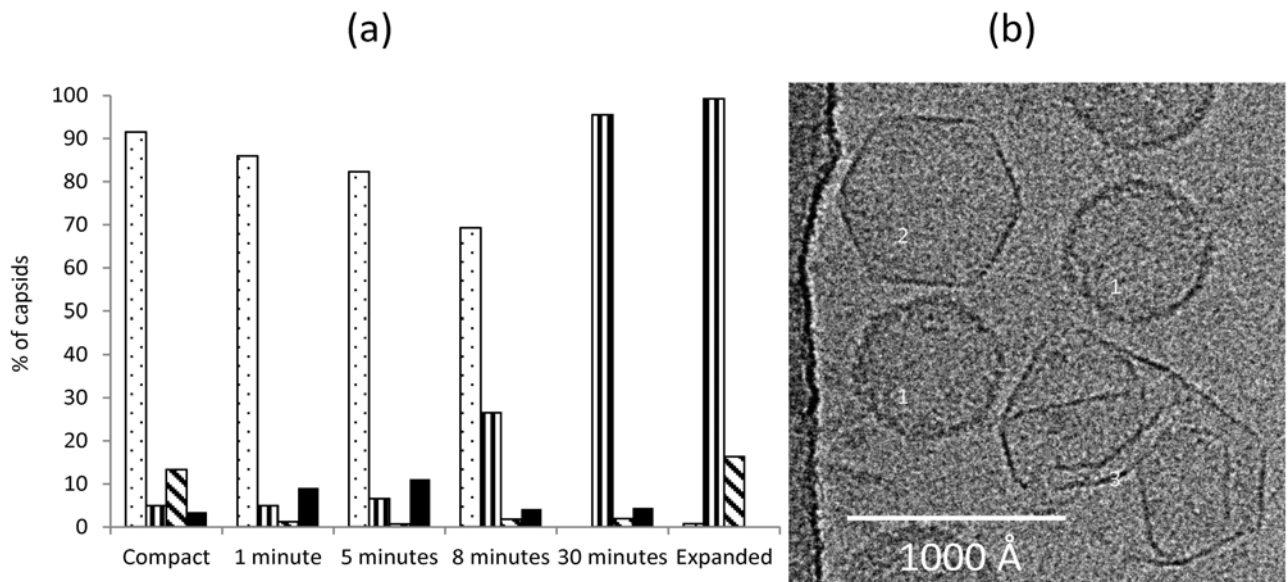 (a)
(b)
% of capsids
100
90
80
70
60
50
40
30
20
10
0
Compact
1 minute
5 minutes
8 minutes
30 minutes
Expanded
2
1
1
3
1000 Å